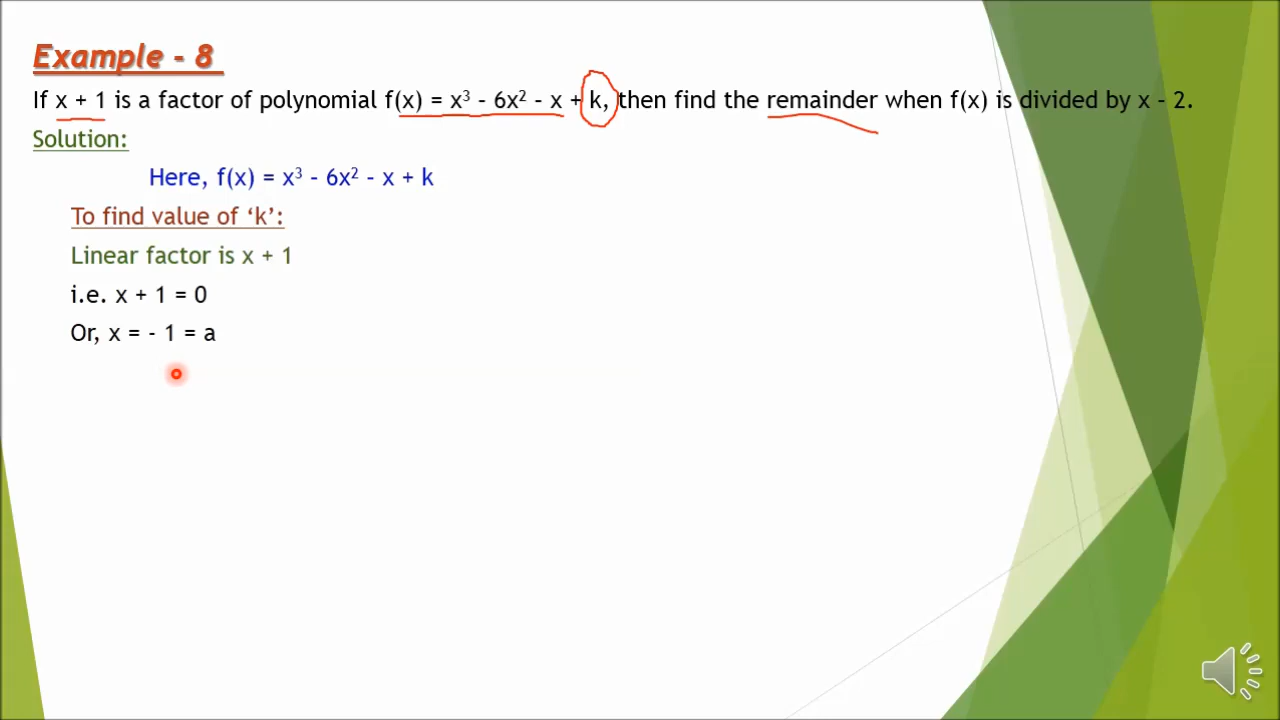 Example - 8
If x + 1 is a factor of polynomial f(x) = x³ - 6x² - x + k, then find the remainder when f(x) is divided by x - 2.
Solution:
Here, f(x) = x³ - 6x² - x + k
To find value of ‘k’:
Linear factor is x + 1
i.e. x + 1 = 0
Or, x = - 1 = a